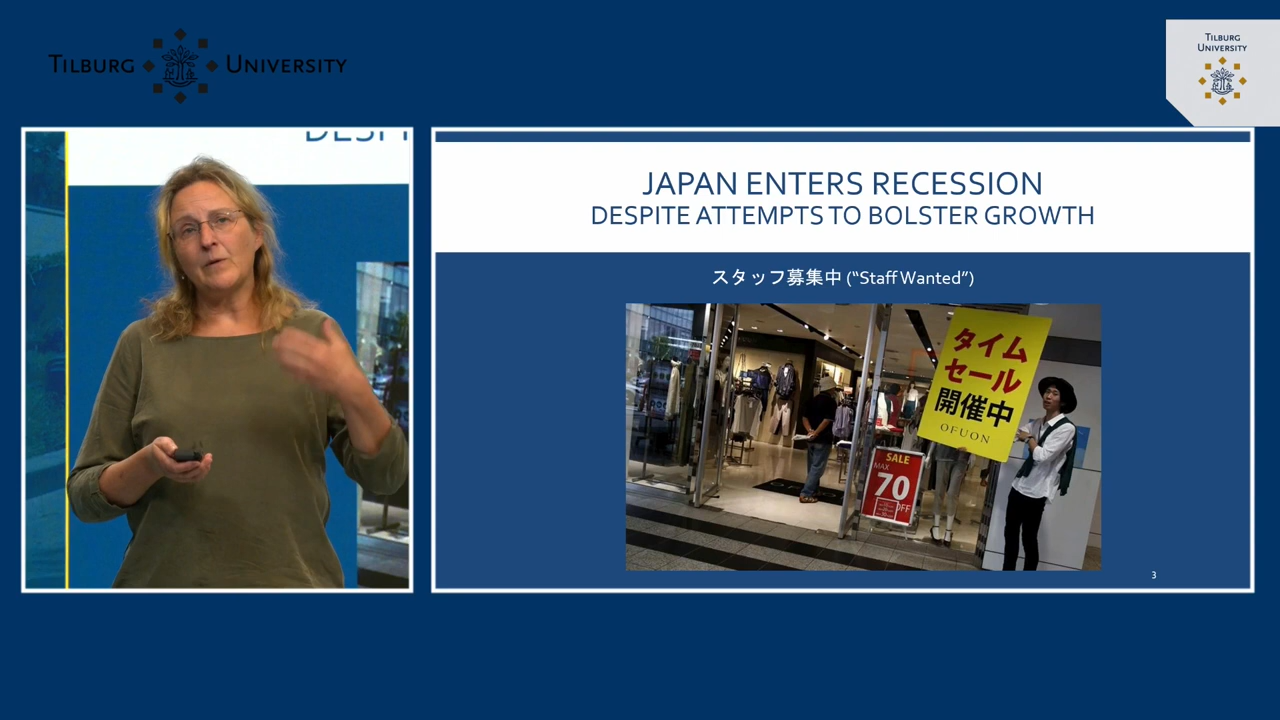 TILBURG UNIVERSITY
TILBURG
UNIVERSITY
DESPI
JAPAN ENTERS RECESSION
DESPITE ATTEMPTS TO BOLSTER GROWTH
スタッフ募集中 (“Staff Wanted”)
タイム
セール
開催中
OFUON
SALE
MAX
70
OFF
3